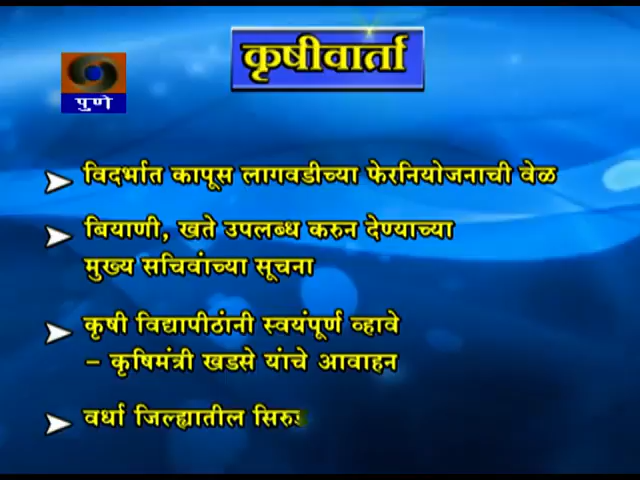 कृषीवार्ता
पुणे
विदर्भात कापूस लागवडीच्या फेरनियोजनाची वेळ
बियाणी, खते उपलब्ध करुन देण्याच्या
मुख्य सचिवांच्या सूचना
कृषी विद्यापीठांनी स्वयंपूर्ण व्हावे
– कृषिमंत्री खडसे यांचे आवाहन
वर्धा जिल्ह्यातील